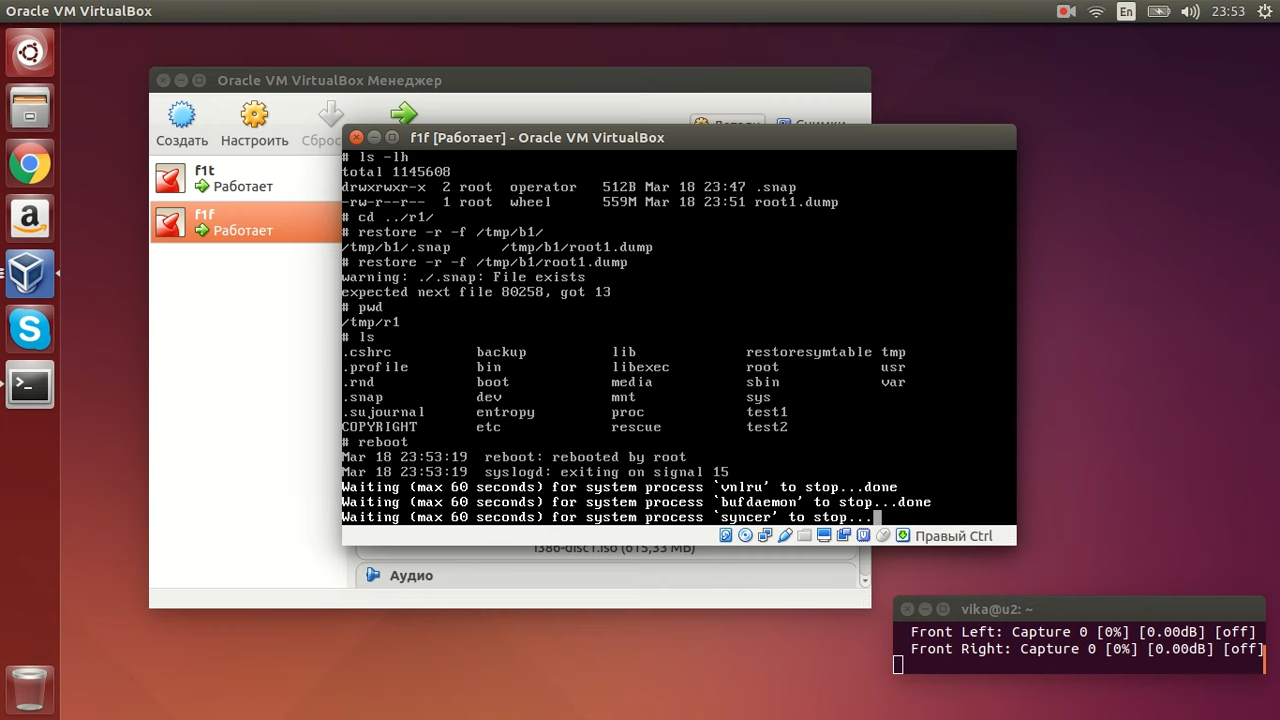 Oracle VM VirtualBox
En
23:53
Oracle VM VirtualBox Менеджер
Создать
Настроить
Сброс
f1t
Работает
f1f
Работает
f1f [Работает] - Oracle VM VirtualBox
# ls -lh
total 1145608
drwxrwxr-x  2 root  operator   512B Mar 18 23:47 .snap
-rw-r--r--  1 root  wheel      559M Mar 18 23:51 root1.dump
# cd ../r1/
# restore -r -f /tmp/b1/
/tmp/b1/.snap      /tmp/b1/root1.dump
# restore -r -f /tmp/b1/root1.dump
warning: ./.snap: File exists
expected next file 80258, got 13
# pwd
/tmp/r1
# ls
.cshrc          backup          lib             restoresymtable tmp
.profile        bin             libexec         root            usr
.rnd            boot            media           sbin            var
.snap           dev             mnt             sys
.sujournal      entropy         proc            test1
COPYRIGHT       etc             rescue          test2
# reboot
Mar 18 23:53:19  reboot: rebooted by root
Mar 18 23:53:19  syslogd: exiting on signal 15
Waiting (max 60 seconds) for system process `vnlru' to stop...done
Waiting (max 60 seconds) for system process `bufdaemon' to stop...done
Waiting (max 60 seconds) for system process `syncer' to stop...
Правый Ctrl
i386-disc1.iso (615,33 MB)
Аудио
vika@u2: ~
Front Left: Capture 0 [0%] [0.00dB] [off]
Front Right: Capture 0 [0%] [0.00dB] [off]